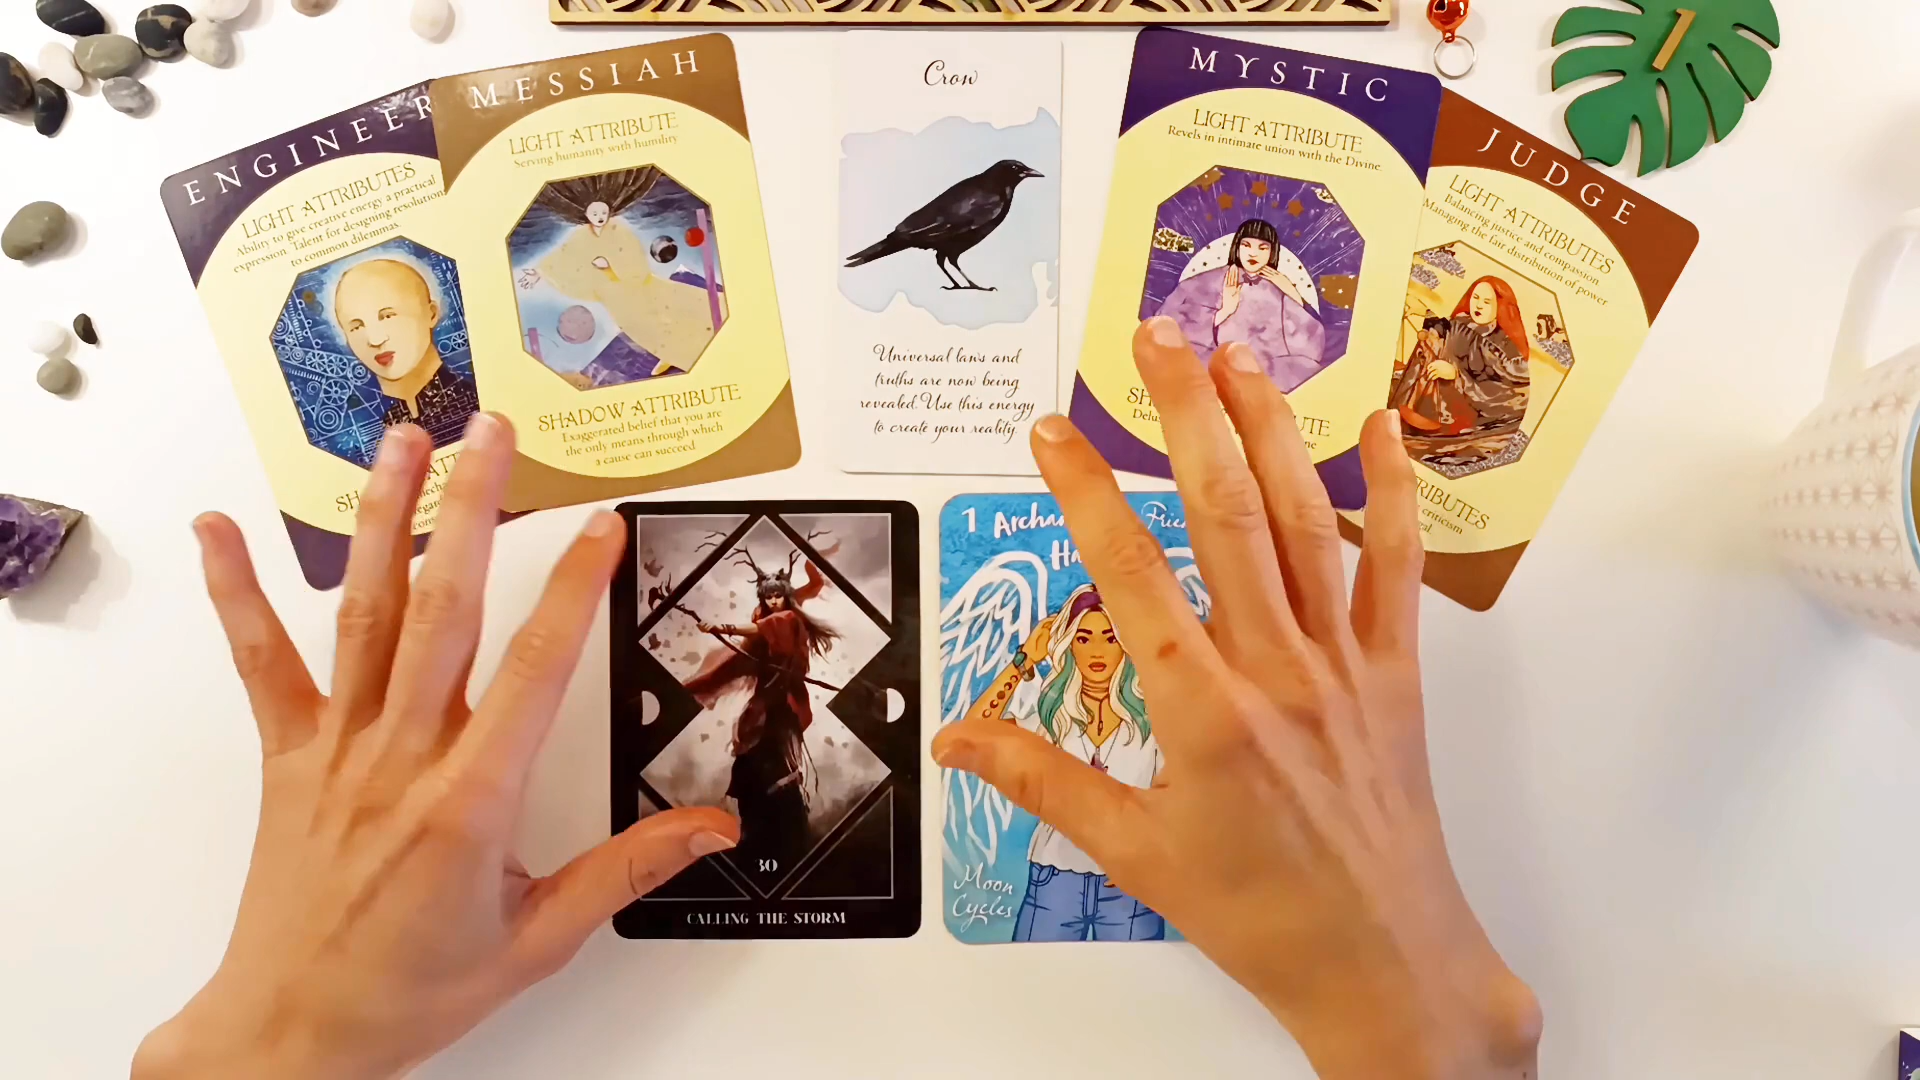 ENGINEER
LIGHT ATTRIBUTES
Ability to give creative energy a practical
expression. Talent for designing resolution
to common dilemmas.
MESSIAH
LIGHT ATTRIBUTE
Serving humanity with humility
SHADOW ATTRIBUTE
Exaggerated belief that you are
the only means through which
a cause can succeed
Crow
Universal laws and
truths are now being
revealed. Use this energy
to create your reality.
MYSTIC
LIGHT ATTRIBUTE
Revels in intimate union with the Divine
JUDGE
LIGHT ATTRIBUTES
Balancing justice and compassion
Managing the fair distribution of power
criticism
1
30
CALLING THE STORM
1
Moon
Cycles